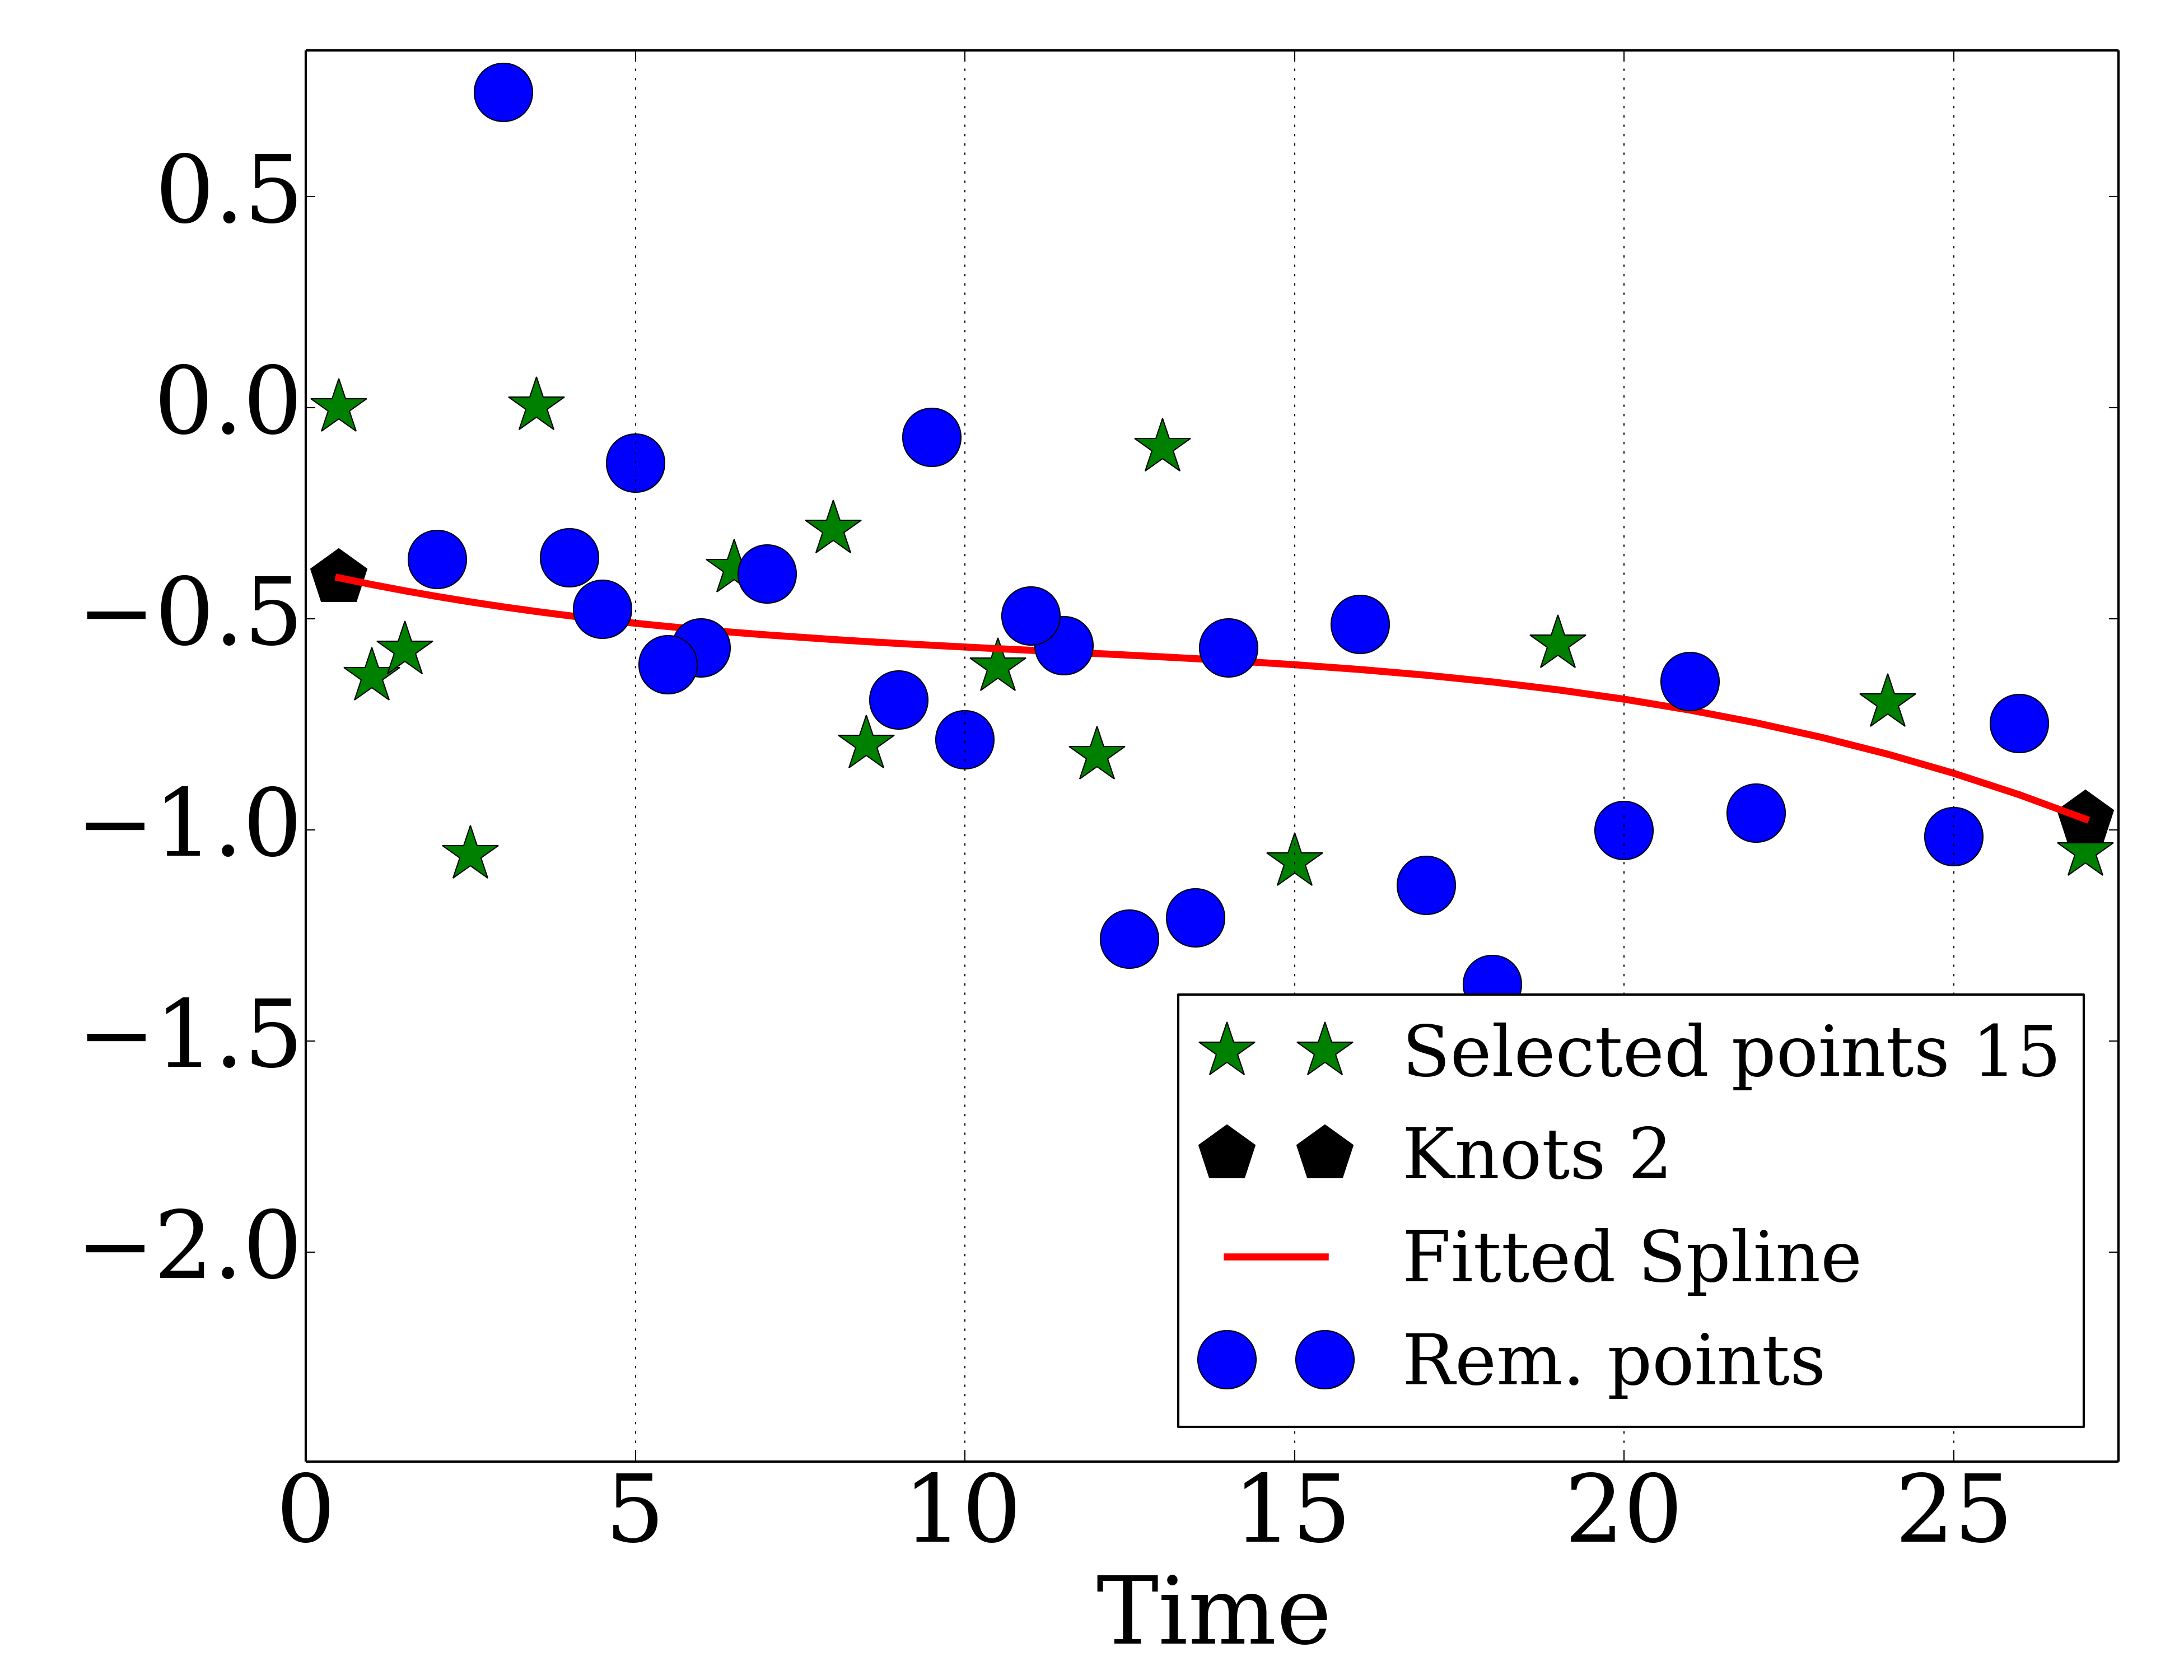 0.5
0.0
−0.5
−1.0
−1.5
−2.0
Selected points 15
Knots 2
Fitted Spline
Rem. points
0 5 10 15 20 25
Time